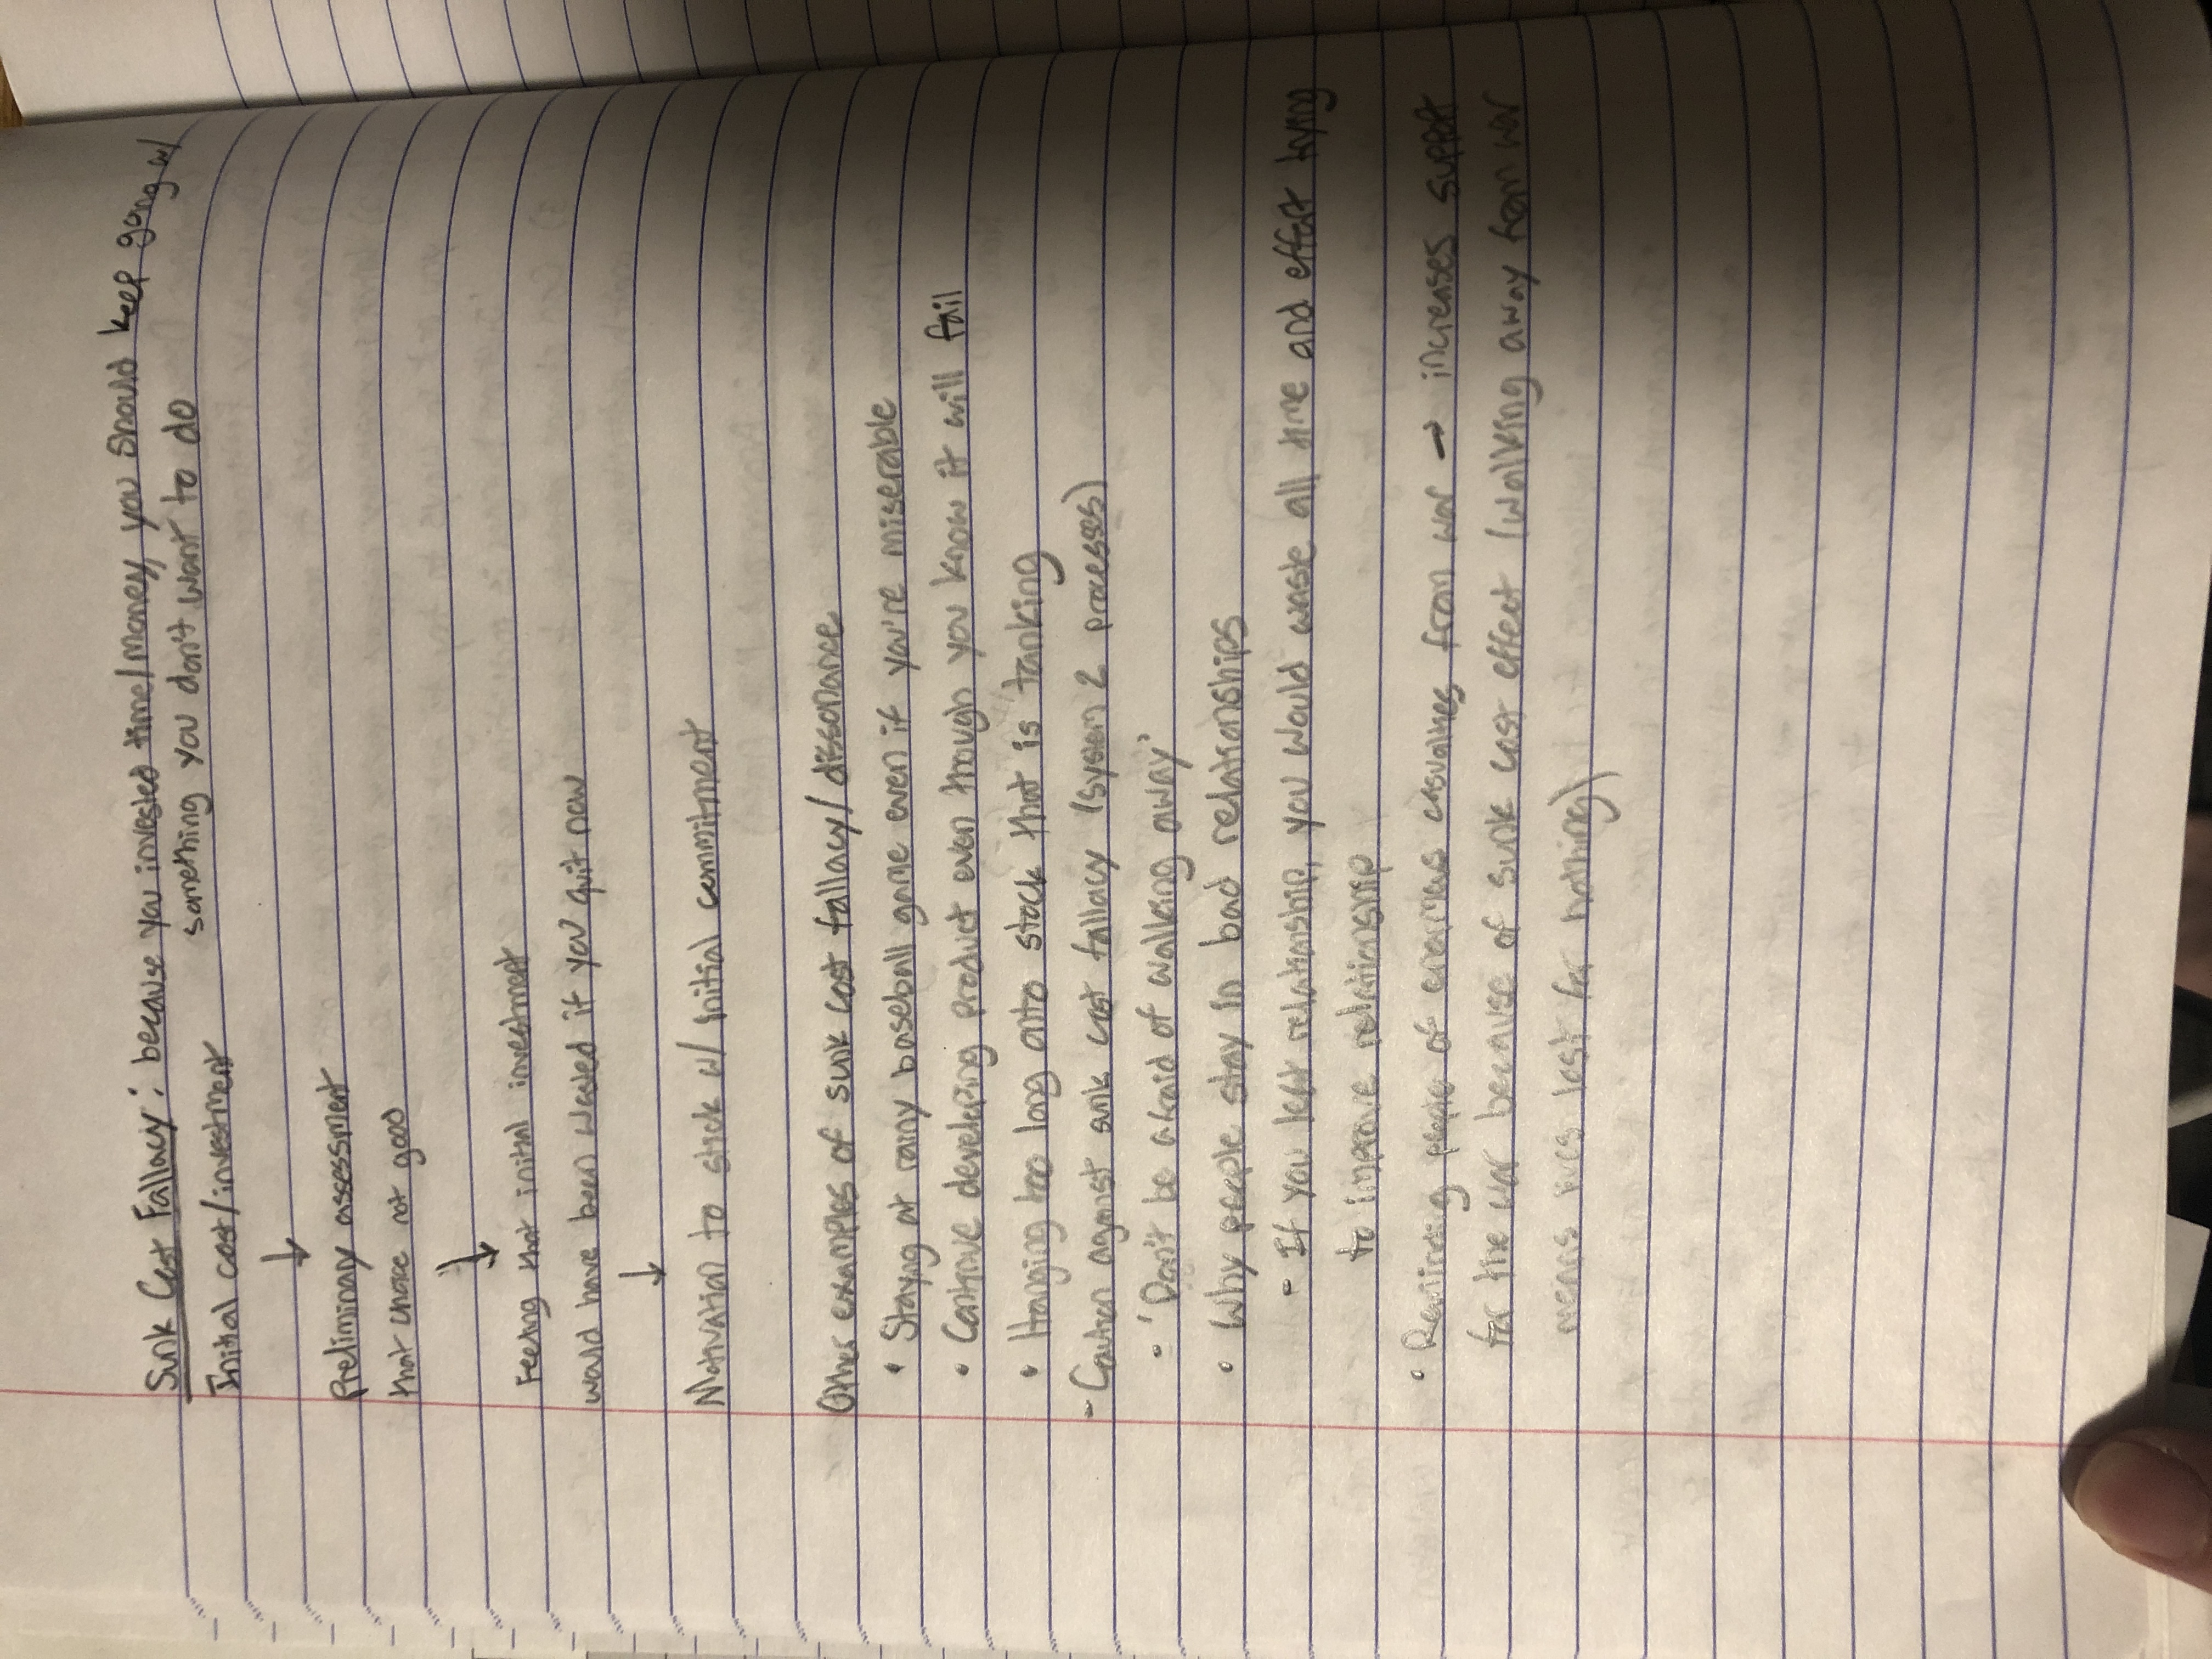 Sunk Cost Fallacy: because you invested time/money, you should keep going w/
something you don't want to do
Initial cost/investment
↓
Preliminary assessment
that choice not good
↓
Feeling that initial investment
would have been wasted if you quit now
↓
Motivation to stick w/ initial commitment
Other examples of sunk cost fallacy/dissonance
• Staying at rainy baseball game even if you're miserable
• Continue developing product even though you know it will fail
• Hanging too long onto stock that is tanking
- Caution against sunk cost fallacy (System 2 processes)
• 'Don't be afraid of walking away'
• Why people stay in bad relationships
- If you left relationship, you would waste all time and effort trying
to improve relationship
• Reminding people of enormous casualties from war → increases support
for the war because of sunk cost effect (walking away from war
means lives lost for nothing)